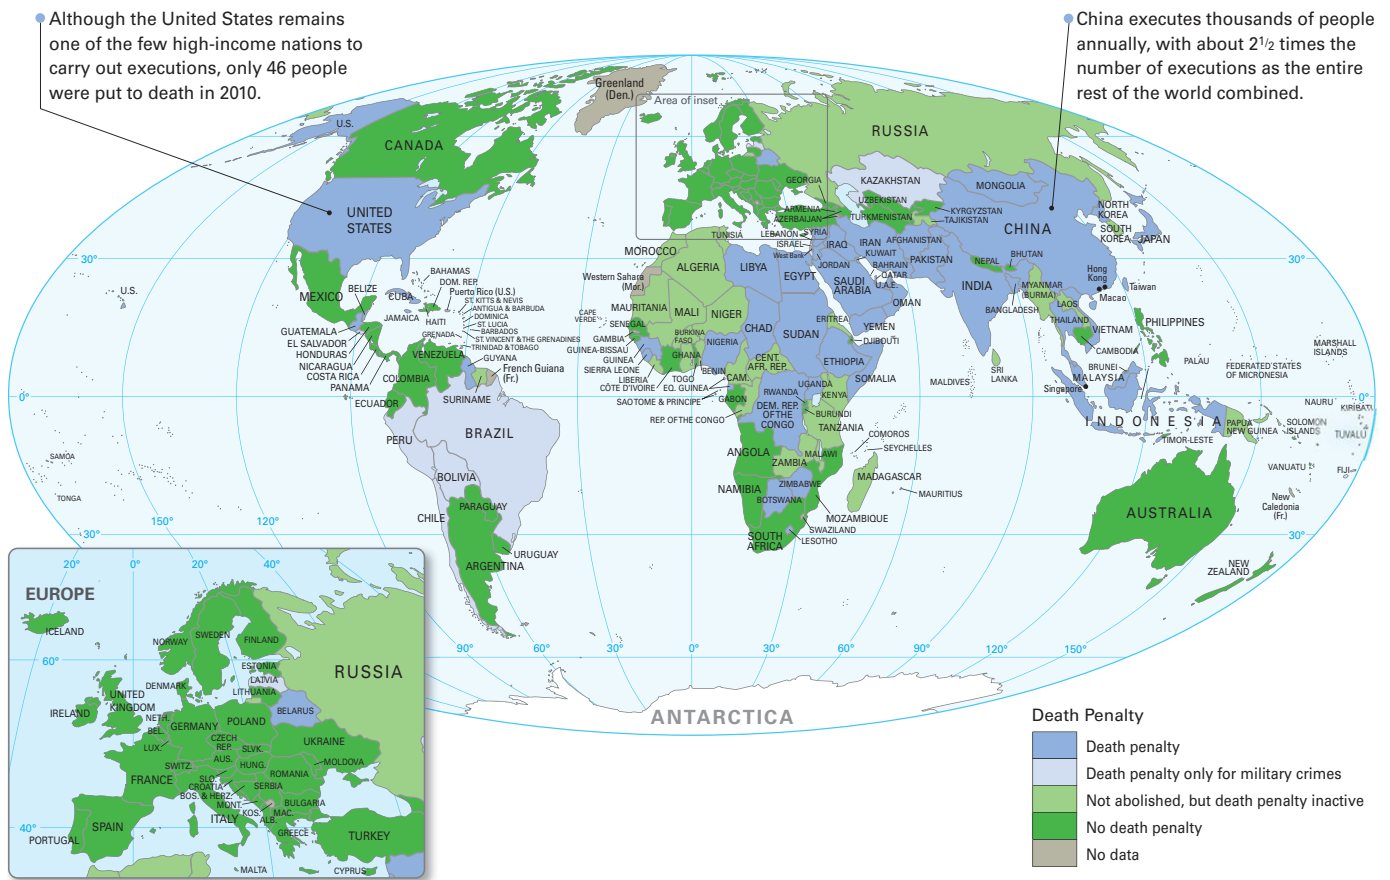 Although the United States remains
one of the few high-income nations to
carry out executions, only 46 people
were put to death in 2010.
China executes thousands of people
annually, with about 2 1/2 times the
number of executions as the entire
rest of the world combined.
Greenland
(Den.)
Area of inset
U.S.
CANADA
RUSSIA
UNITED
STATES
GEORGIA
KAZAKHSTAN
MONGOLIA
UZBEKISTAN
ARMENIA
AZERBAIJAN
TURKMENISTAN
KYRGYZSTAN
TAJIKISTAN
NORTH
KOREA
SOUTH
KOREA
JAPAN
CHINA
TUNISIA
LEBANON
SYRIA
ISRAEL
West Bank
IRAQ
IRAN
KUWAIT
AFGHANISTAN
MOROCCO
30°
30°
ALGERIA
LIBYA
EGYPT
JORDAN
BAHRAIN
QATAR
U.A.E.
PAKISTAN
NEPAL
BHUTAN
SAUDI
ARABIA
OMAN
INDIA
BANGLADESH
MYANMAR
(BURMA)
Hong
Kong
Macao
Taiwan
LAOS
U.S.
BAHAMAS
DOM. REP.
Puerto Rico (U.S.)
ST. KITTS & NEVIS
ANTIGUA & BARBUDA
DOMINICA
ST. LUCIA
BARBADOS
ST. VINCENT & THE GRENADINES
TRINIDAD & TOBAGO
MEXICO
BELIZE
CUBA
JAMAICA
HAITI
GRENADA
GUATEMALA
EL SALVADOR
HONDURAS
NICARAGUA
COSTA RICA
PANAMA
VENEZUELA
GUYANA
French Guiana
(Fr.)
COLOMBIA
SURINAME
ECUADOR
Western Sahara
(Mor.)
MAURITANIA
CAPE
VERDE
SENEGAL
GAMBIA
GUINEA-BISSAU
GUINEA
SIERRA LEONE
LIBERIA
CÔTE D'IVOIRE
MALI
NIGER
BURKINA
FASO
GHANA
TOGO
BENIN
NIGERIA
CHAD
SUDAN
ERITREA
YEMEN
DJIBOUTI
ETHIOPIA
SOMALIA
CENT.
AFR. REP.
CAM.
EQ. GUINEA
SAO TOME & PRINCIPE
GABON
REP. OF THE CONGO
UGANDA
RWANDA
KENYA
DEM. REP.
OF THE
CONGO
BURUNDI
TANZANIA
THAILAND
VIETNAM
CAMBODIA
PHILIPPINES
SRI
LANKA
MALDIVES
BRUNEI
MALAYSIA
Singapore
PALAU
FEDERATED STATES
OF MICRONESIA
MARSHALL
ISLANDS
0°
0°
0°
INDONESIA
NAURU
KIRIBATI
PAPUA
NEW GUINEA
SOLOMON
ISLANDS
TUVALU
TIMOR-LESTE
PERU
BRAZIL
BOLIVIA
CHILE
PARAGUAY
URUGUAY
ARGENTINA
SAMOA
TONGA
ANGOLA
ZAMBIA
MALAWI
COMOROS
SEYCHELLES
MADAGASCAR
MAURITIUS
NAMIBIA
ZIMBABWE
BOTSWANA
MOZAMBIQUE
SWAZILAND
LESOTHO
SOUTH
AFRICA
VANUATU
FIJI
New
Caledonia
(Fr.)
AUSTRALIA
NEW
ZEALAND
150°
120°
30°
30°
90°
60°
30°
0°
30°
60°
90°
120°
150°
ANTARCTICA
20°
0°
20°
40°
EUROPE
ICELAND
NORWAY
SWEDEN
FINLAND
60°
ESTONIA
LATVIA
LITHUANIA
RUSSIA
DENMARK
UNITED
KINGDOM
IRELAND
NETH.
BEL.
LUX.
GERMANY
POLAND
BELARUS
CZECH
REP.
SLVK.
UKRAINE
AUS.
HUNG.
MOLDOVA
SWITZ.
FRANCE
SLO.
CROATIA
BOS. & HERZ.
MONT.
ROMANIA
SERBIA
BULGARIA
KOS.
MAC.
ALB.
ITALY
GREECE
TURKEY
40°
SPAIN
PORTUGAL
MALTA
CYPRUS
Death Penalty
Death penalty
Death penalty only for military crimes
Not abolished, but death penalty inactive
No death penalty
No data